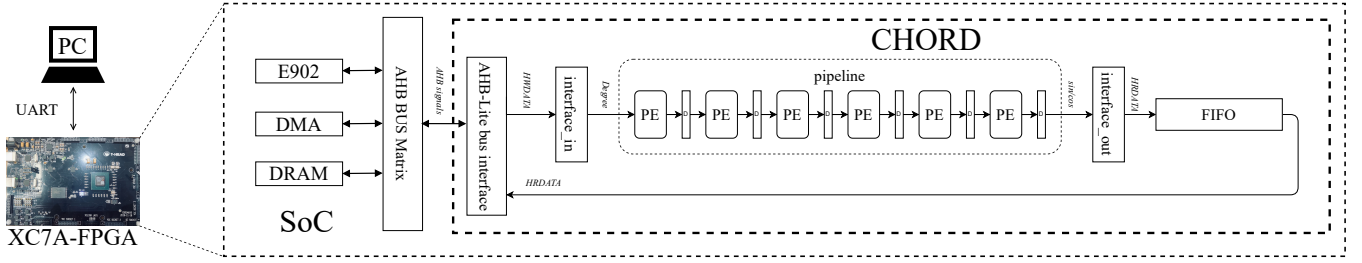 PC
UART
XC7A-FPGA
E902
DMA
DRAM
SoC
AHB BUS Matrix
AHB signals
CHORD
AHB-Lite bus interface
HWDATA
interface_in
Degree
pipeline
PE
D
PE
D
PE
D
PE
D
PE
D
PE
D
sin/cos
interface_out
HRDATA
FIFO
HRDATA
T-HEAD